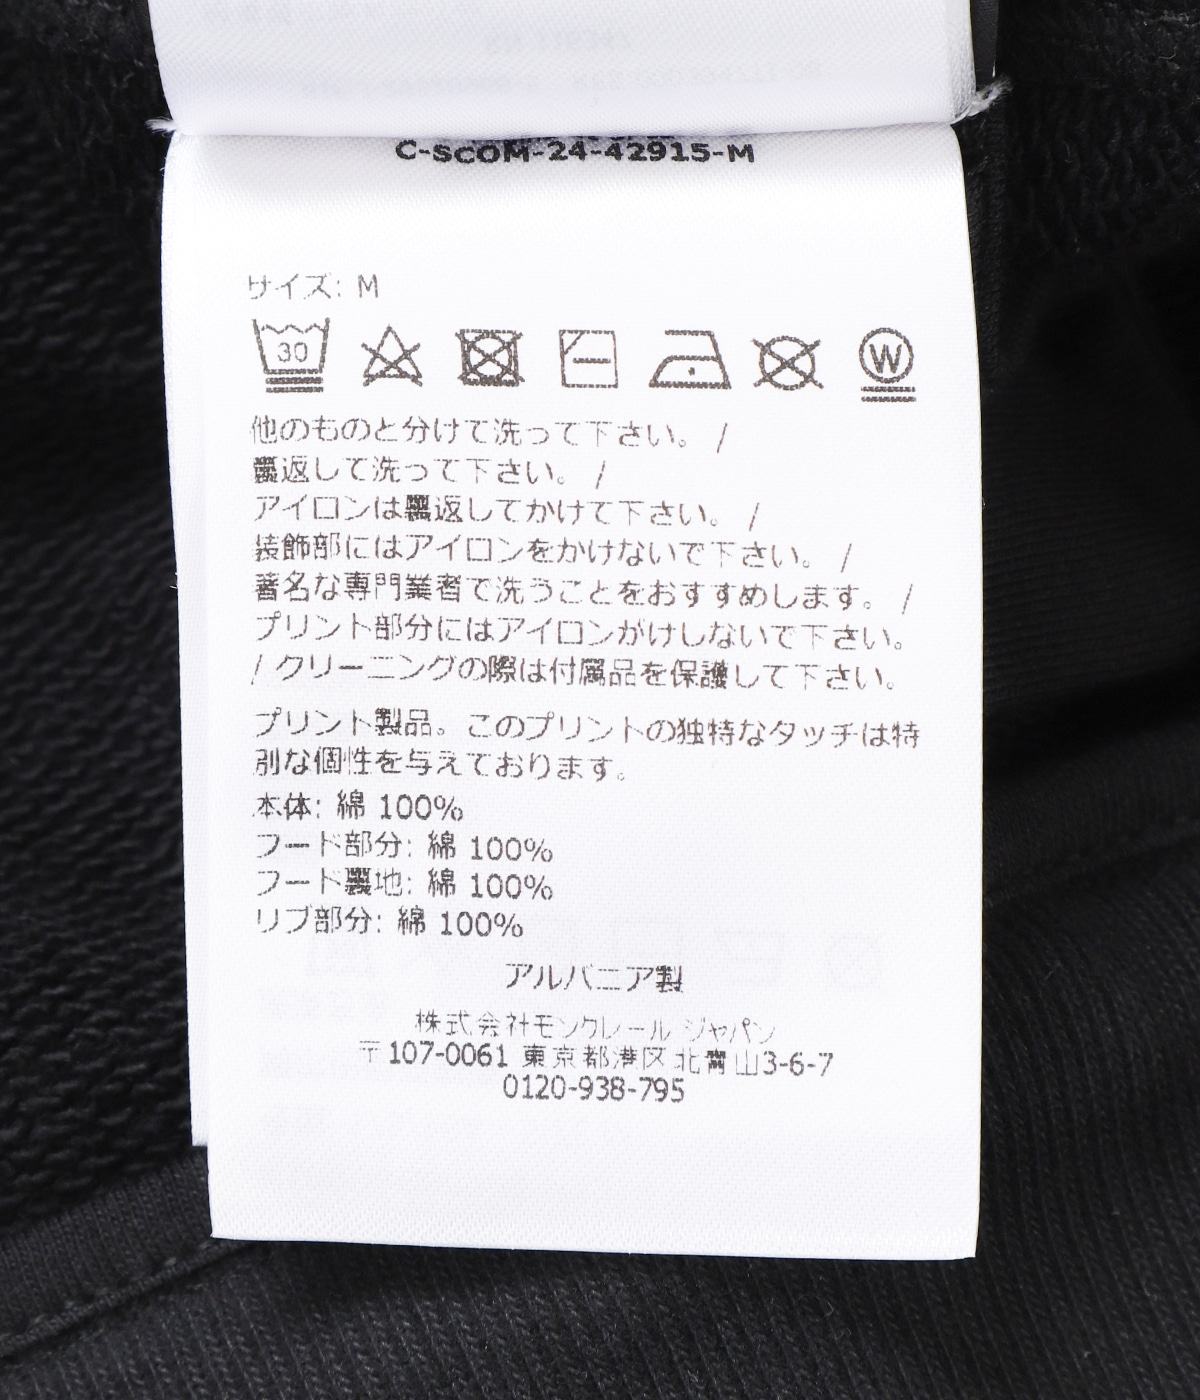 C-SCOM-24-42915-M
サイズ: M
30
W
他のものと分けて洗って下さい。 /
裏返して洗って下さい。 /
アイロンは裏返してかけて下さい。 /
装飾部にはアイロンをかけないで下さい。 /
著名な専門業者で洗うことをおすすめします。 /
プリント部分にはアイロンがけしないで下さい。
/ クリーニングの際は付属品を保護して下さい。
プリント製品。このプリントの独特なタッチは特
別な個性を与えております。
本体: 綿 100%
フード部分: 綿 100%
フード裏地: 綿 100%
リブ部分: 綿 100%
アルバニア製
株式会社モンクレール ジャパン
〒107-0061 東京都港区北青山3-6-7
0120-938-795